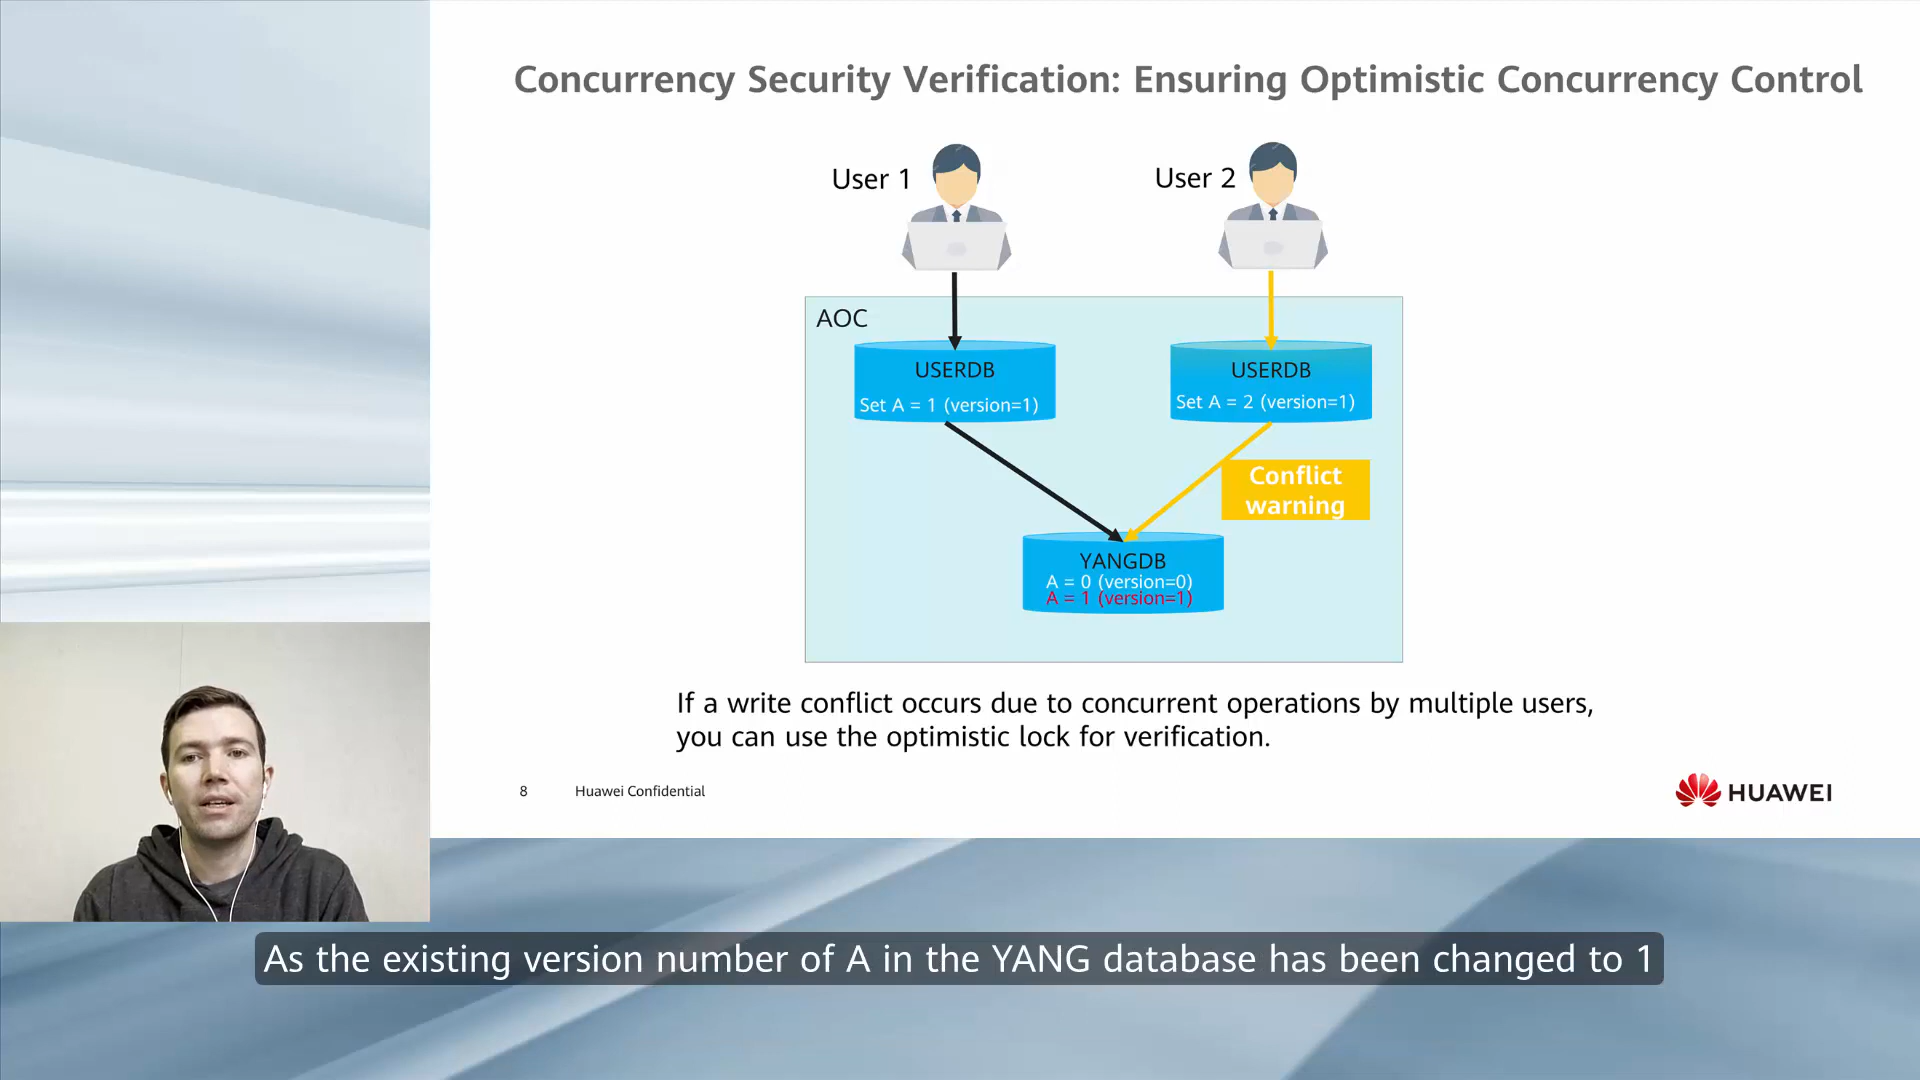 Concurrency Security Verification: Ensuring Optimistic Concurrency Control
User 1
User 2
AOC
USERDB
Set A = 1 (version=1)
USERDB
Set A = 2 (version=1)
Conflict
warning
YANGDB
A = 0 (version=0)
A = 1 (version=1)
If a write conflict occurs due to concurrent operations by multiple users,
you can use the optimistic lock for verification.
8
Huawei Confidential
HUAWEI
As the existing version number of A in the YANG database has been changed to 1